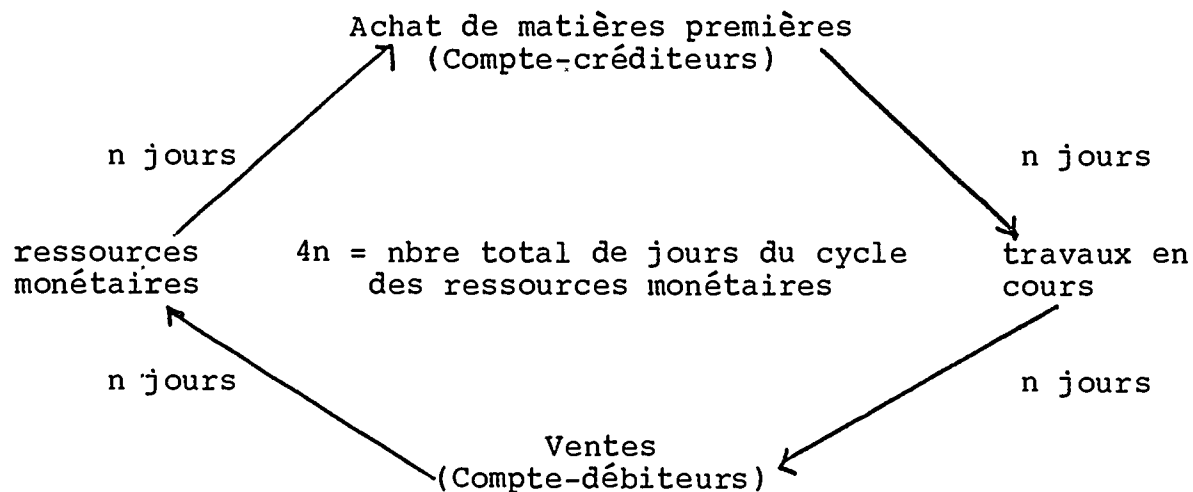 Achat de matières premières
(Compte-créditeurs)
n jours
n jours
ressources
monétaires
4n = nbre total de jours du cycle
des ressources monétaires
travaux en
cours
n jours
n jours
Ventes
(Compte-débiteurs)